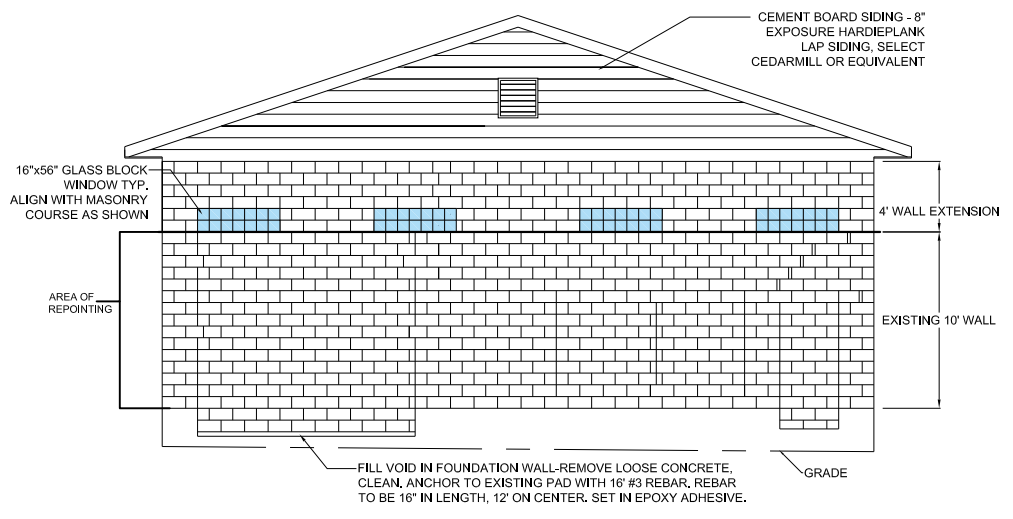 CEMENT BOARD SIDING - 8"
EXPOSURE HARDIEPLANK
LAP SIDING, SELECT
CEDARMILL OR EQUIVALENT
16"x56" GLASS BLOCK
WINDOW TYP.
ALIGN WITH MASONRY
COURSE AS SHOWN
4' WALL EXTENSION
AREA OF
REPOINTING
EXISTING 10' WALL
FILL VOID IN FOUNDATION WALL-REMOVE LOOSE CONCRETE,
CLEAN. ANCHOR TO EXISTING PAD WITH 16' #3 REBAR. REBAR
TO BE 16" IN LENGTH, 12' ON CENTER. SET IN EPOXY ADHESIVE.
GRADE